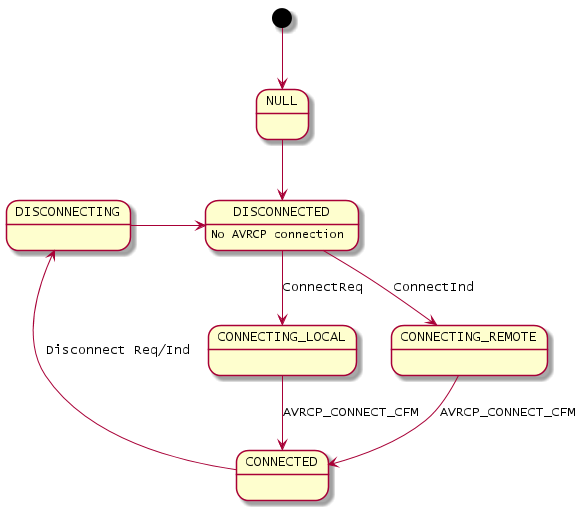 NULL
DISCONNECTING
DISCONNECTED
No AVRCP connection
ConnectReq
ConnectInd
CONNECTING_LOCAL
CONNECTING_REMOTE
Disconnect Req/Ind
AVRCP_CONNECT_CFM
AVRCP_CONNECT_CFM
CONNECTED